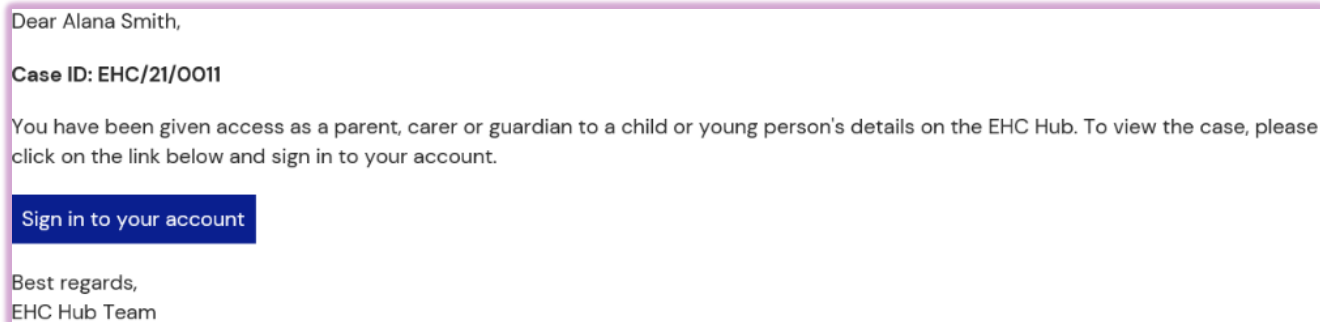 Dear Alana Smith,
Case ID: EHC/21/0011
You have been given access as a parent, carer or guardian to a child or young person's details on the EHC Hub. To view the case, please
click on the link below and sign in to your account.
Sign in to your account
Best regards,
EHC Hub Team